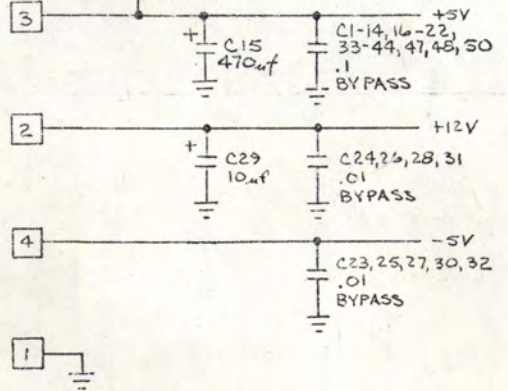 3
+5V
+
C15
470uf
C1-14, 16-22,
33-44, 47, 48, 50
.1
BYPASS
2
+12V
+
C29
10uf
C24, 26, 28, 31
.01
BYPASS
4
-5V
C23, 25, 27, 30, 32
.01
BYPASS
1